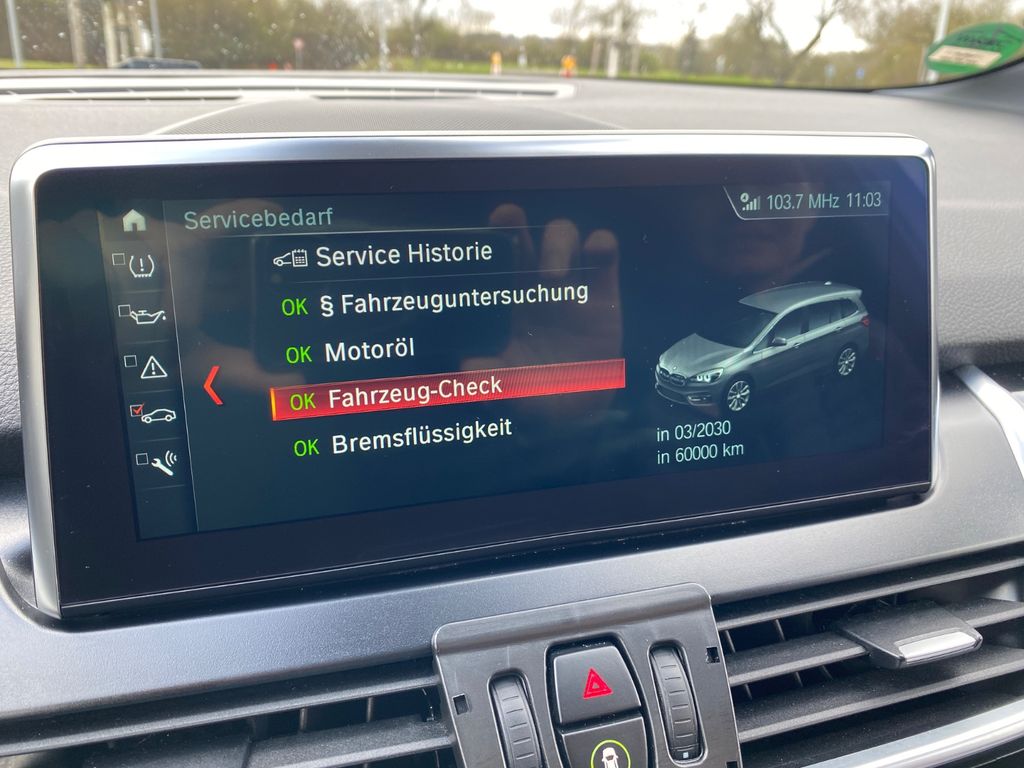 Servicebedarf
103.7 MHz 11:03
Service Historie
OK § Fahrzeuguntersuchung
OK Motoröl
OK Fahrzeug-Check
OK Bremsflüssigkeit
in 03/2030
in 60000 km